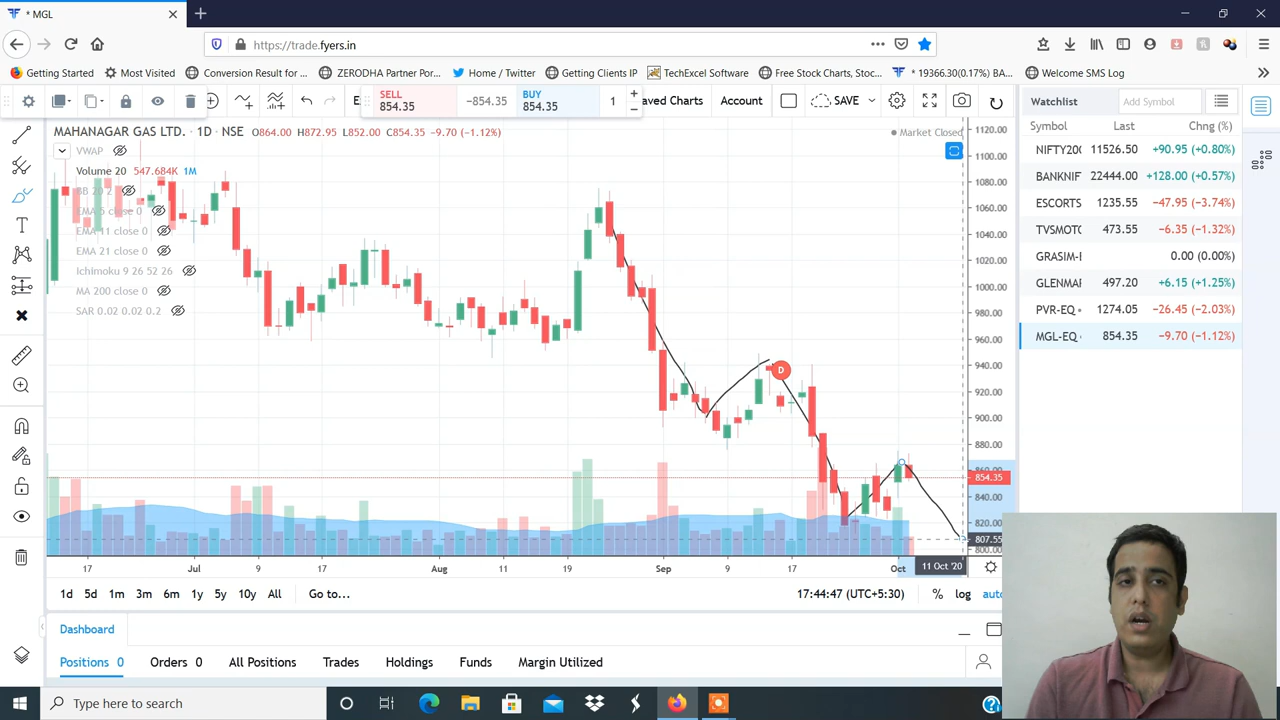 * MGL
https://trade.fyers.in
Getting Started
Most Visited
Conversion Result for ...
ZERODHA Partner Por...
Home / Twitter
Getting Clients IP
TechExcel Software
Free Stock Charts, Stoc...
* 19366.30(0.17%) BA...
Welcome SMS Log
SELL
854.35
−854.35
BUY
854.35
1
aved Charts
Account
SAVE
Watchlist
Add Symbol
MAHANAGAR GAS LTD. · 1D · NSE O864.00 H872.95 L852.00 C854.35 −9.70 (−1.12%)
Market Closed
VWAP
Volume 20 547.684K 1M
BB 20 2
EMA 5 close 0
EMA 11 close 0
EMA 21 close 0
Ichimoku 9 26 52 26
MA 200 close 0
SAR 0.02 0.02 0.2
D
1120.00
1100.00
1080.00
1060.00
1040.00
1020.00
1000.00
980.00
960.00
940.00
920.00
900.00
880.00
860.00
854.35
840.00
820.00
807.55
800.00
Symbol Last Chng (%)
NIFTY200 11526.50 +90.95 (+0.80%)
BANKNIF 22444.00 +128.00 (+0.57%)
ESCORTS 1235.55 −47.95 (−3.74%)
TVSMOTO 473.55 −6.35 (−1.32%)
GRASIM-I 0.00 (0.00%)
GLENMAR 497.20 +6.15 (+1.25%)
PVR-EQ 1274.05 −26.45 (−2.03%)
MGL-EQ 854.35 −9.70 (−1.12%)
17 Jul 9 17 Aug 11 19 Sep 9 17 Oct 11 Oct '20
1d 5d 1m 3m 6m 1y 5y 10y All Go to...
17:44:47 (UTC+5:30) % log auto
Dashboard
Positions 0 Orders 0 All Positions Trades Holdings Funds Margin Utilized
Type here to search